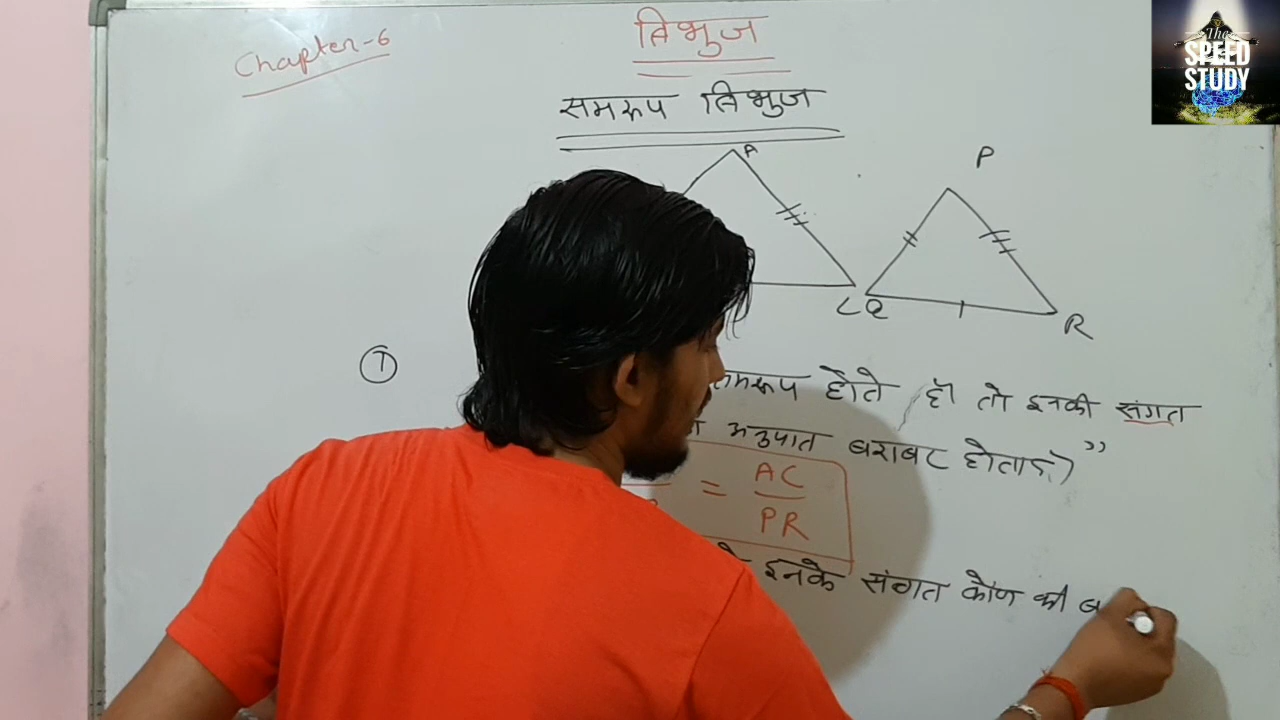 Chapter-6
त्रिभुज
The
SPEED
STUDY
समरूप त्रिभुज
A
P
C Q
R
①
समरूप होते है तो इनकी संगत
अनुपात बराबर होता है"
= AC
PR
इनके संगत कोण की ब